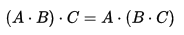 (A · B) · C = A · (B · C)